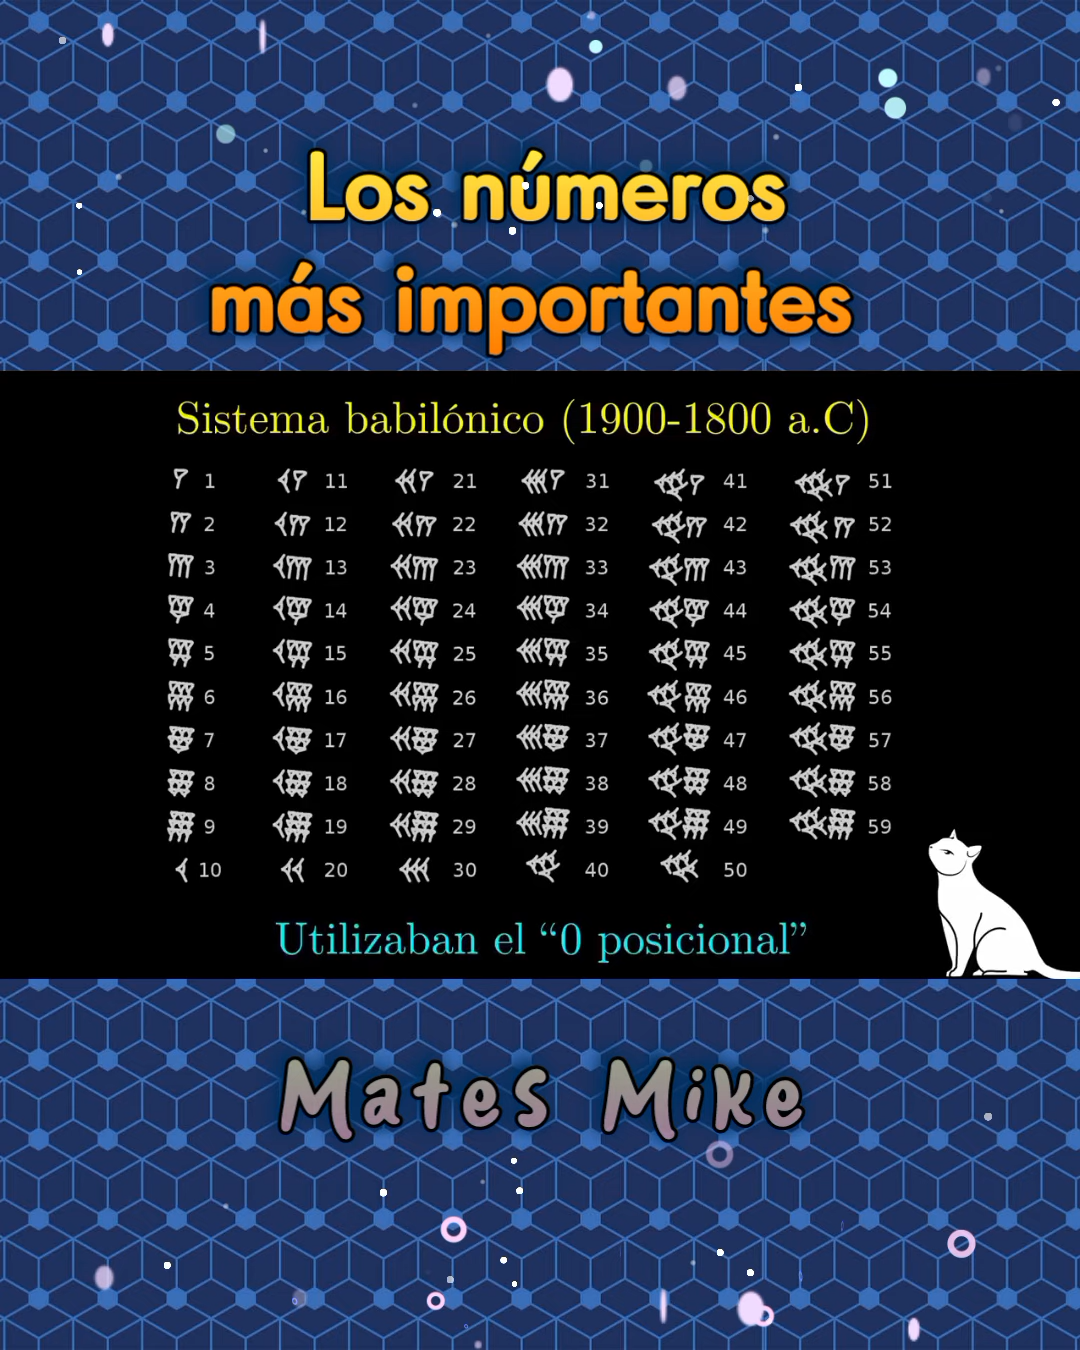 Los números
más importantes
Sistema babilónico (1900-1800 a.C)
1 11 21 31 41 51
2 12 22 32 42 52
3 13 23 33 43 53
4 14 24 34 44 54
5 15 25 35 45 55
6 16 26 36 46 56
7 17 27 37 47 57
8 18 28 38 48 58
9 19 29 39 49 59
10 20 30 40 50
Utilizaban el “0 posicional”
Mates Mike